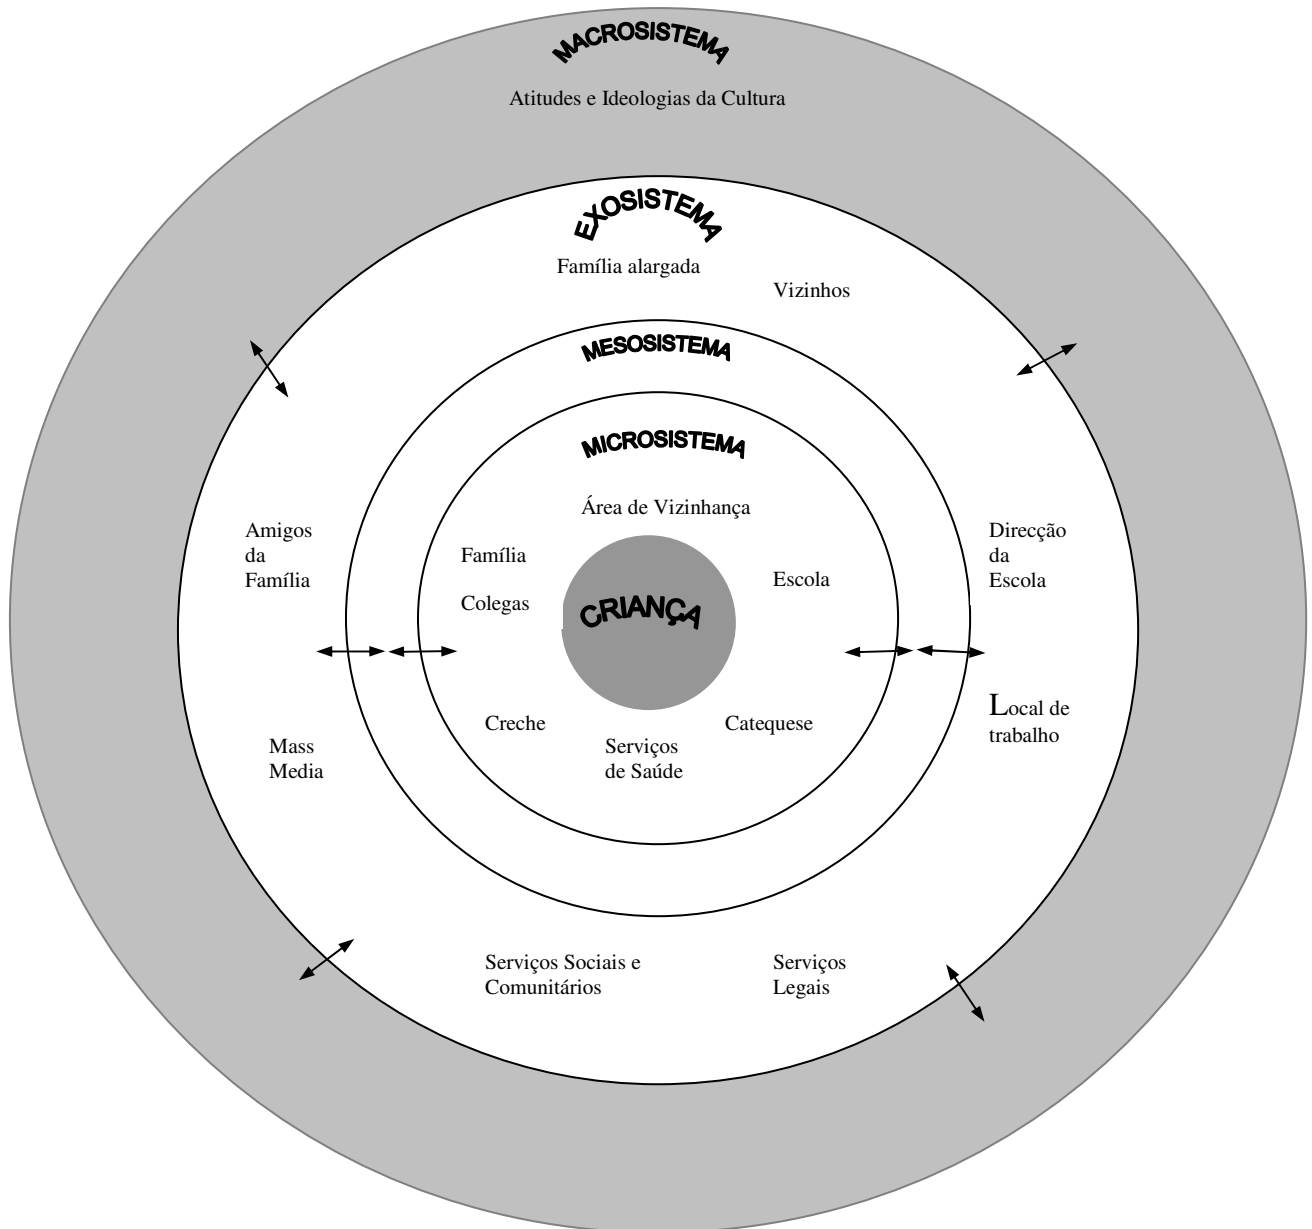 MACROSISTEMA
Atitudes e Ideologias da Cultura
EXOSISTEMA
Família alargada
Vizinhos
MESOSISTEMA
MICROSISTEMA
Área de Vizinhança
Amigos
da
Família
Família
Colegas
CRIANÇA
Escola
Direcção
da
Escola
Creche
Serviços
de Saúde
Catequese
Local de
trabalho
Mass
Media
Serviços Sociais e
Comunitários
Serviços
Legais